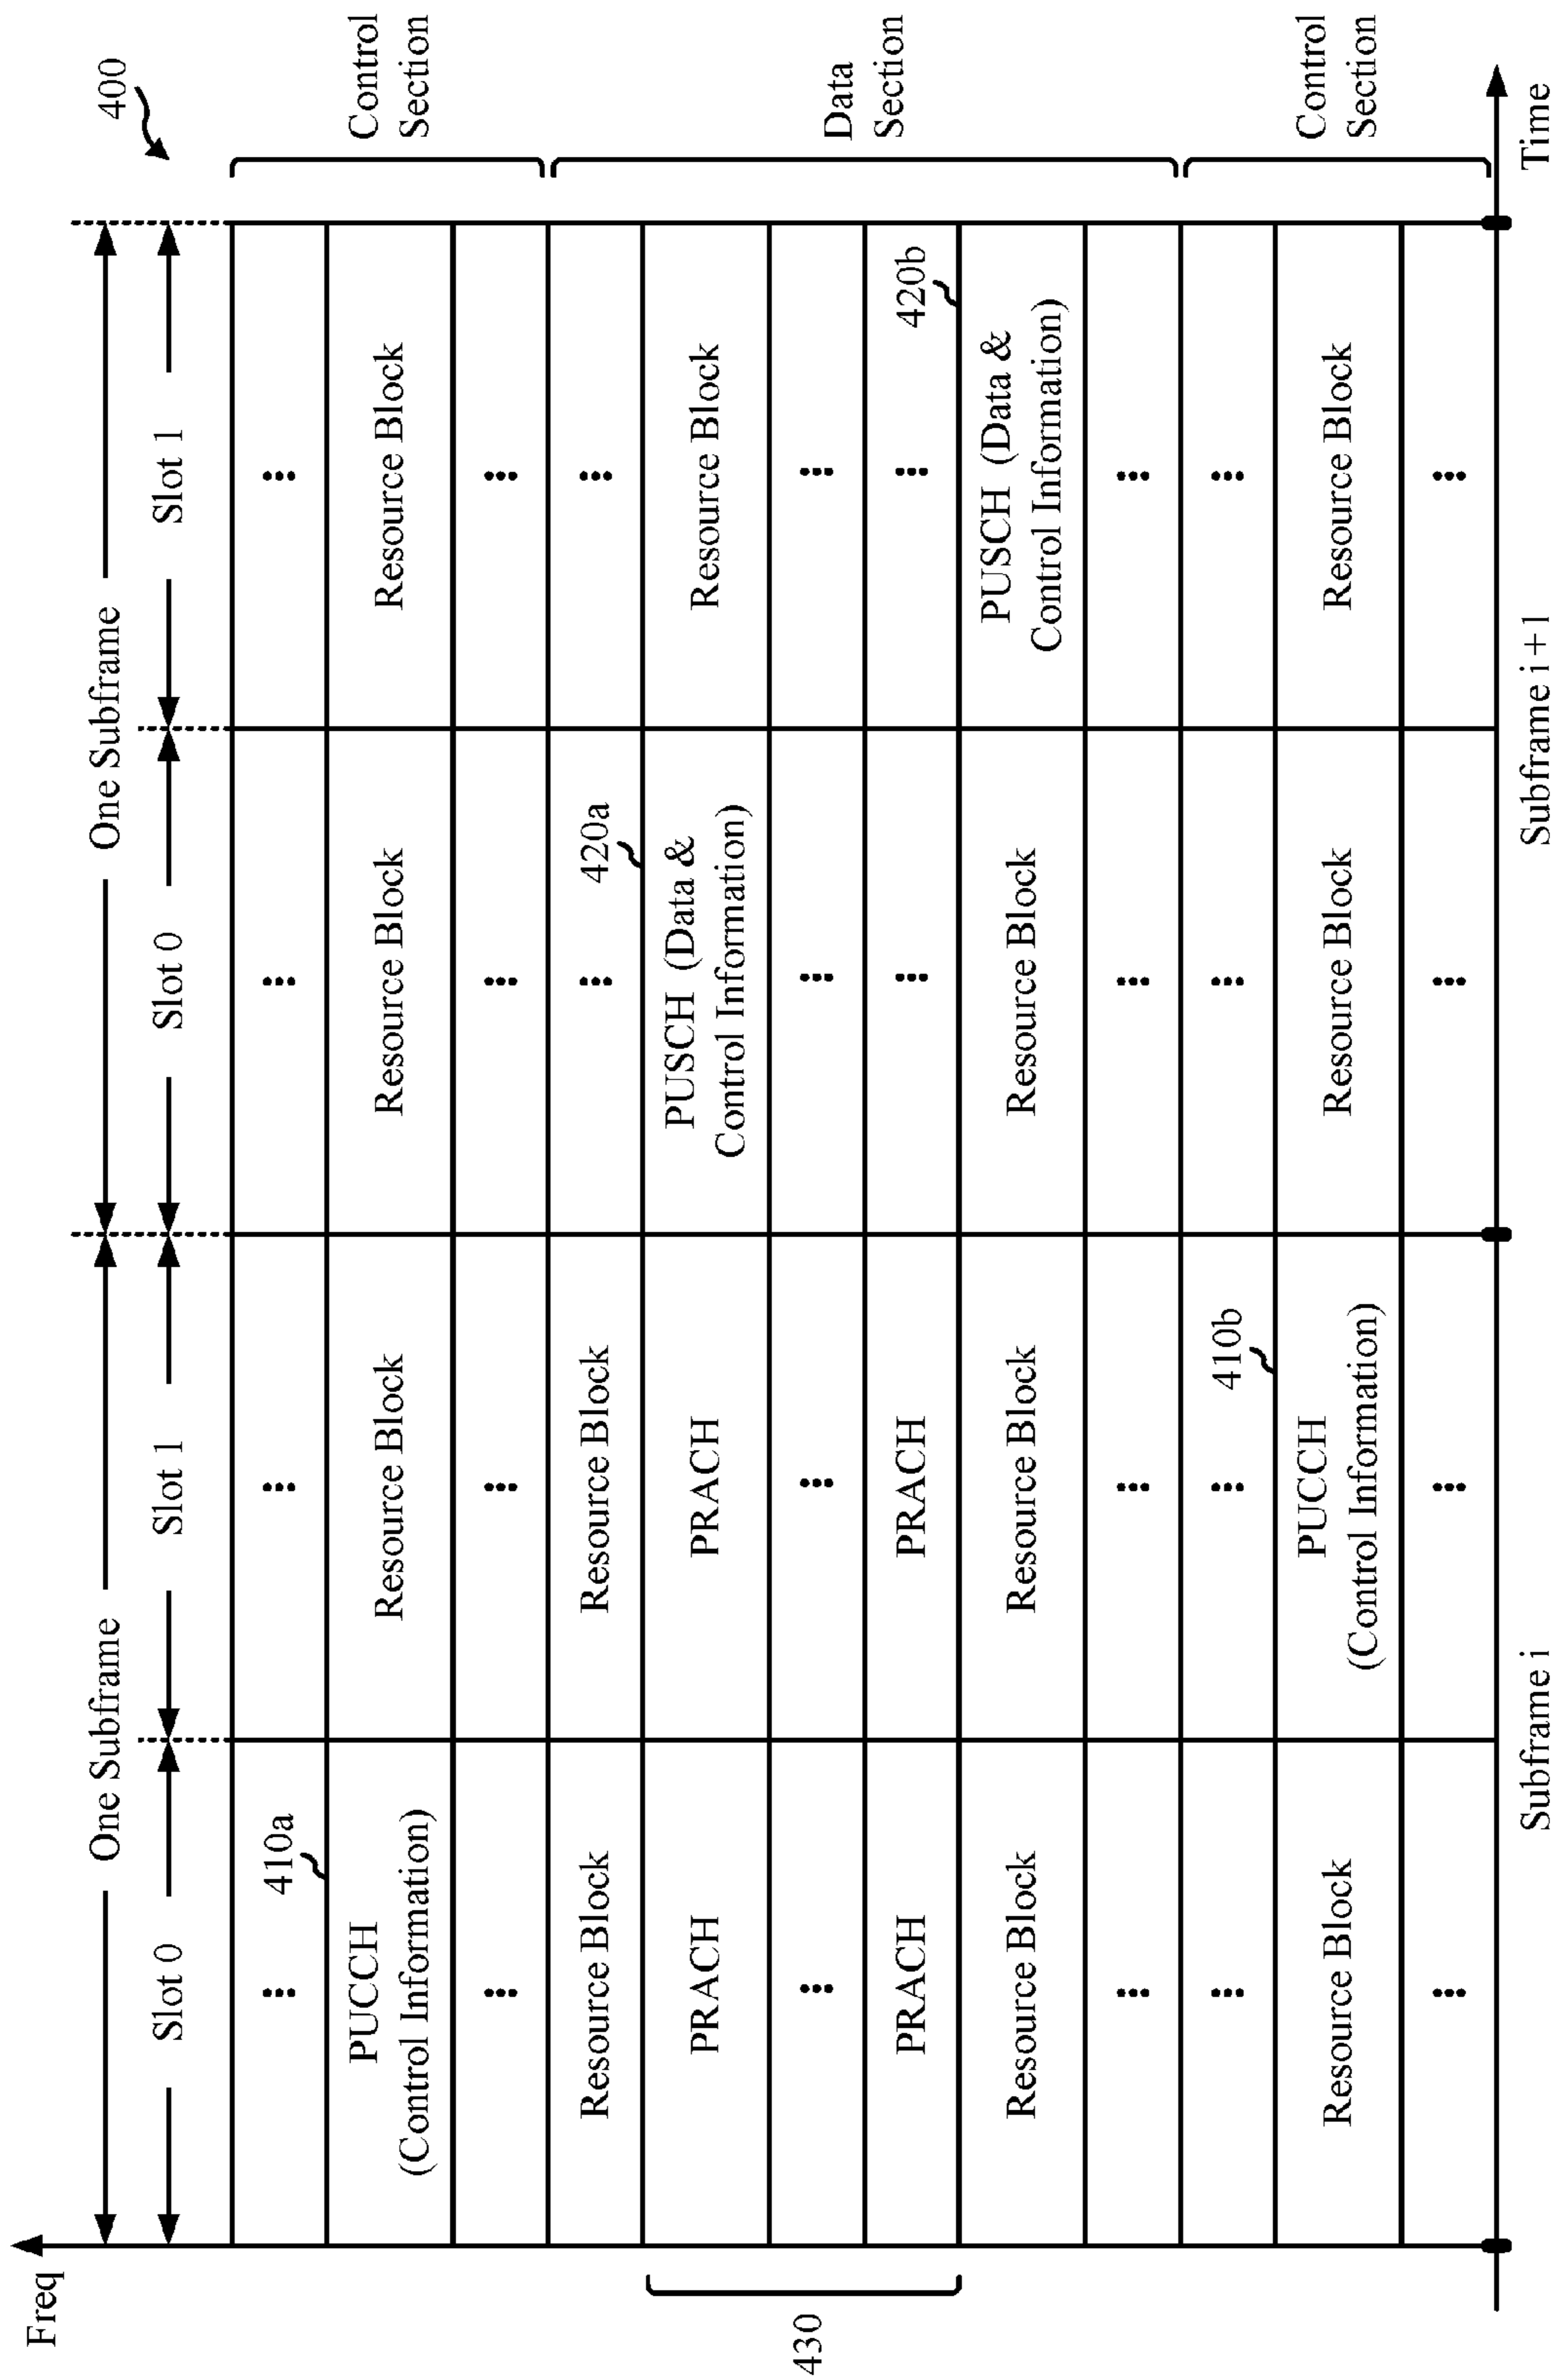 400
Freq
One Subframe
One Subframe
Slot 0
Slot 1
Slot 0
Slot 1
...
410a
...
...
...
PUCCH
(Control Information)
Resource Block
Resource Block
Resource Block
Control
Section
...
...
...
...
Resource Block
Resource Block
...
420a
...
PRACH
PRACH
PUSCH (Data &
Control Information)
Resource Block
430
...
...
...
...
Data
Section
PRACH
PRACH
...
...
420b
Resource Block
Resource Block
Resource Block
PUSCH (Data &
Control Information)
...
...
...
...
...
...
410b
...
...
Resource Block
PUCCH
(Control Information)
Resource Block
Resource Block
Control
Section
...
...
...
...
Subframe i
Subframe i + 1
Time